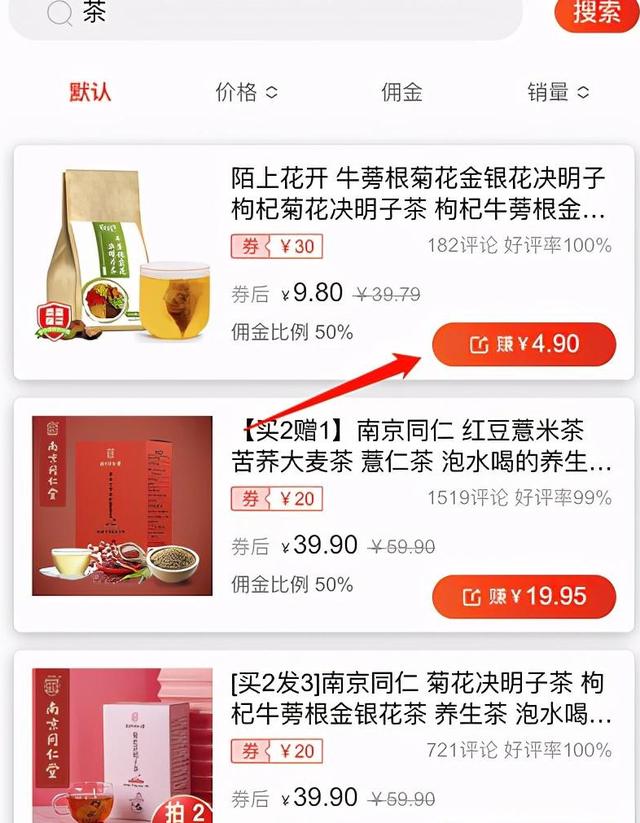 茶
搜索
默认
价格
佣金
销量
陌上花开 牛蒡根菊花金银花决明子
枸杞菊花决明子茶 枸杞牛蒡根金...
券 ¥30
182评论 好评率100%
券后 ¥9.80 ¥39.79
佣金比例 50%
赚¥4.90
南京同仁堂
【买2赠1】南京同仁 红豆薏米茶
苦荞大麦茶 薏仁茶 泡水喝的养生...
券 ¥20
1519评论 好评率99%
券后 ¥39.90 ¥59.90
佣金比例 50%
赚¥19.95
南京同仁堂
[买2发3]南京同仁 菊花决明子茶 枸
杞牛蒡根金银花茶 养生茶 泡水喝...
券 ¥20
721评论 好评率100%
券后 ¥39.90 ¥59.90
拍2